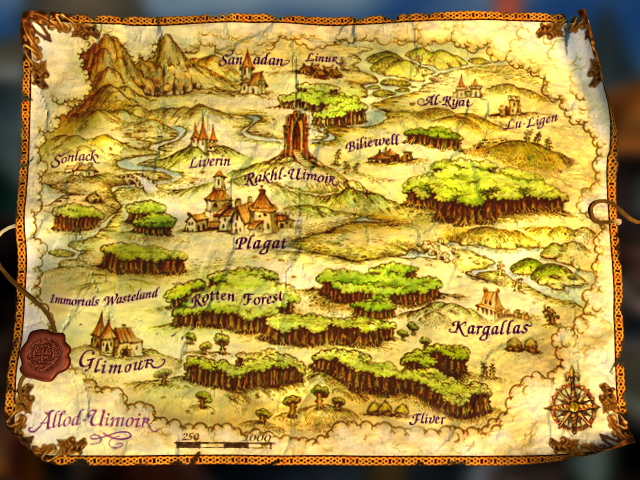 San'adan
Linur
Al-Riyat
Lu-Ligen
Biliewell
Sonlack
Liverin
Rakhl-Uimoir
Plagat
Immortals Wasteland
Rotten Forest
Kargallas
Glimour
Fliver
Allod-Uimoir
250 1000